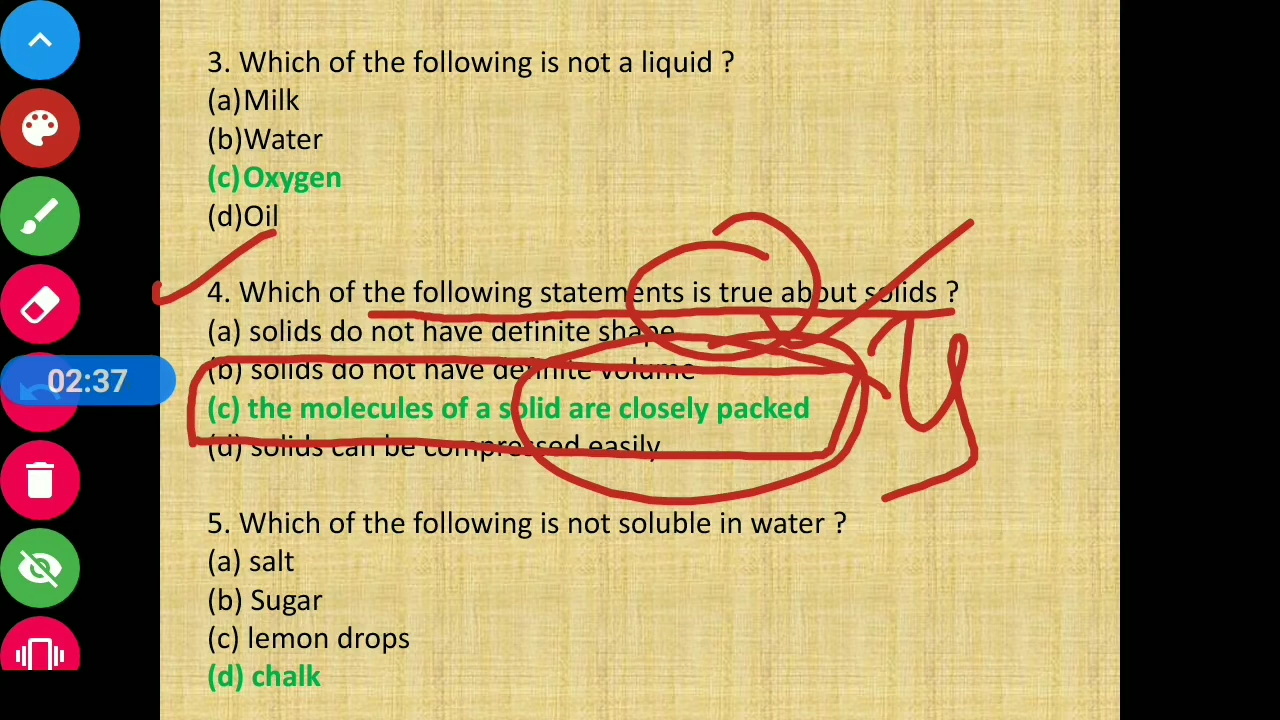 3. Which of the following is not a liquid ?
(a)Milk
(b)Water
(c)Oxygen
(d)Oil
4. Which of the following statements is true about solids ?
(a) solids do not have definite shape
(b) solids do not have definite volume
02:37
(c) the molecules of a solid are closely packed
(d) solids can be compressed easily
5. Which of the following is not soluble in water ?
(a) salt
(b) Sugar
(c) lemon drops
(d) chalk